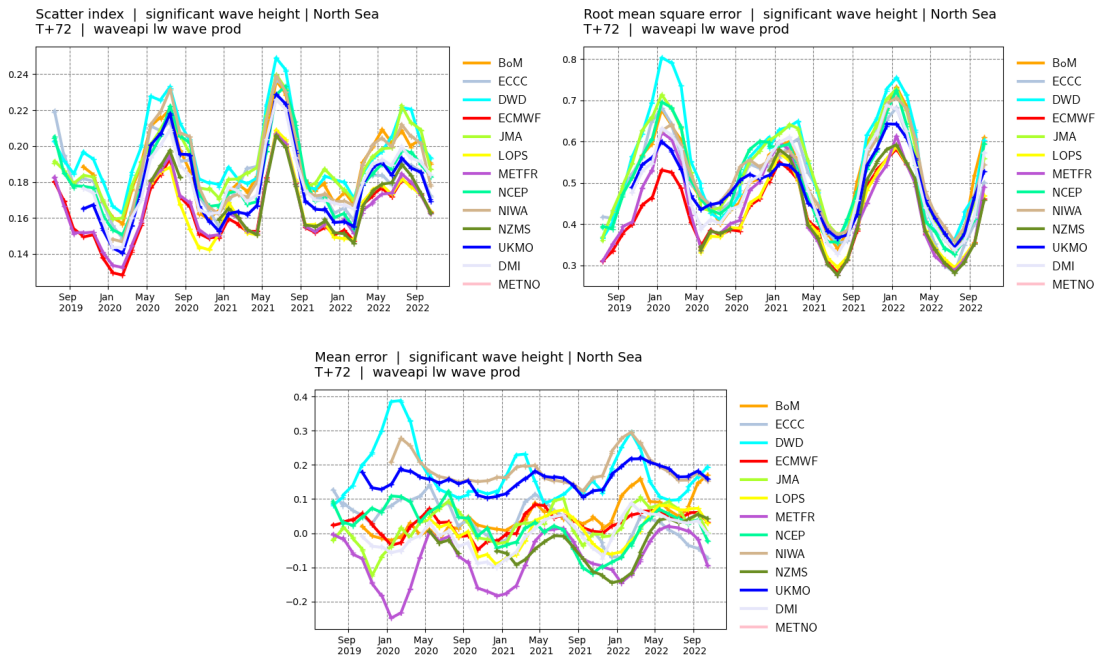 Scatter index | significant wave height | North Sea
T+72 | waveapi lw wave prod
0.24
0.22
0.20
0.18
0.16
0.14
Sep 2019
Jan 2020
May 2020
Sep 2020
Jan 2021
May 2021
Sep 2021
Jan 2022
May 2022
Sep 2022
BoM
ECCC
DWD
ECMWF
JMA
LOPS
METFR
NCEP
NIWA
NZMS
UKMO
DMI
METNO
Root mean square error | significant wave height | North Sea
T+72 | waveapi lw wave prod
0.8
0.7
0.6
0.5
0.4
0.3
Sep 2019
Jan 2020
May 2020
Sep 2020
Jan 2021
May 2021
Sep 2021
Jan 2022
May 2022
Sep 2022
BoM
ECCC
DWD
ECMWF
JMA
LOPS
METFR
NCEP
NIWA
NZMS
UKMO
DMI
METNO
Mean error | significant wave height | North Sea
T+72 | waveapi lw wave prod
0.4
0.3
0.2
0.1
0.0
−0.1
−0.2
Sep 2019
Jan 2020
May 2020
Sep 2020
Jan 2021
May 2021
Sep 2021
Jan 2022
May 2022
Sep 2022
BoM
ECCC
DWD
ECMWF
JMA
LOPS
METFR
NCEP
NIWA
NZMS
UKMO
DMI
METNO